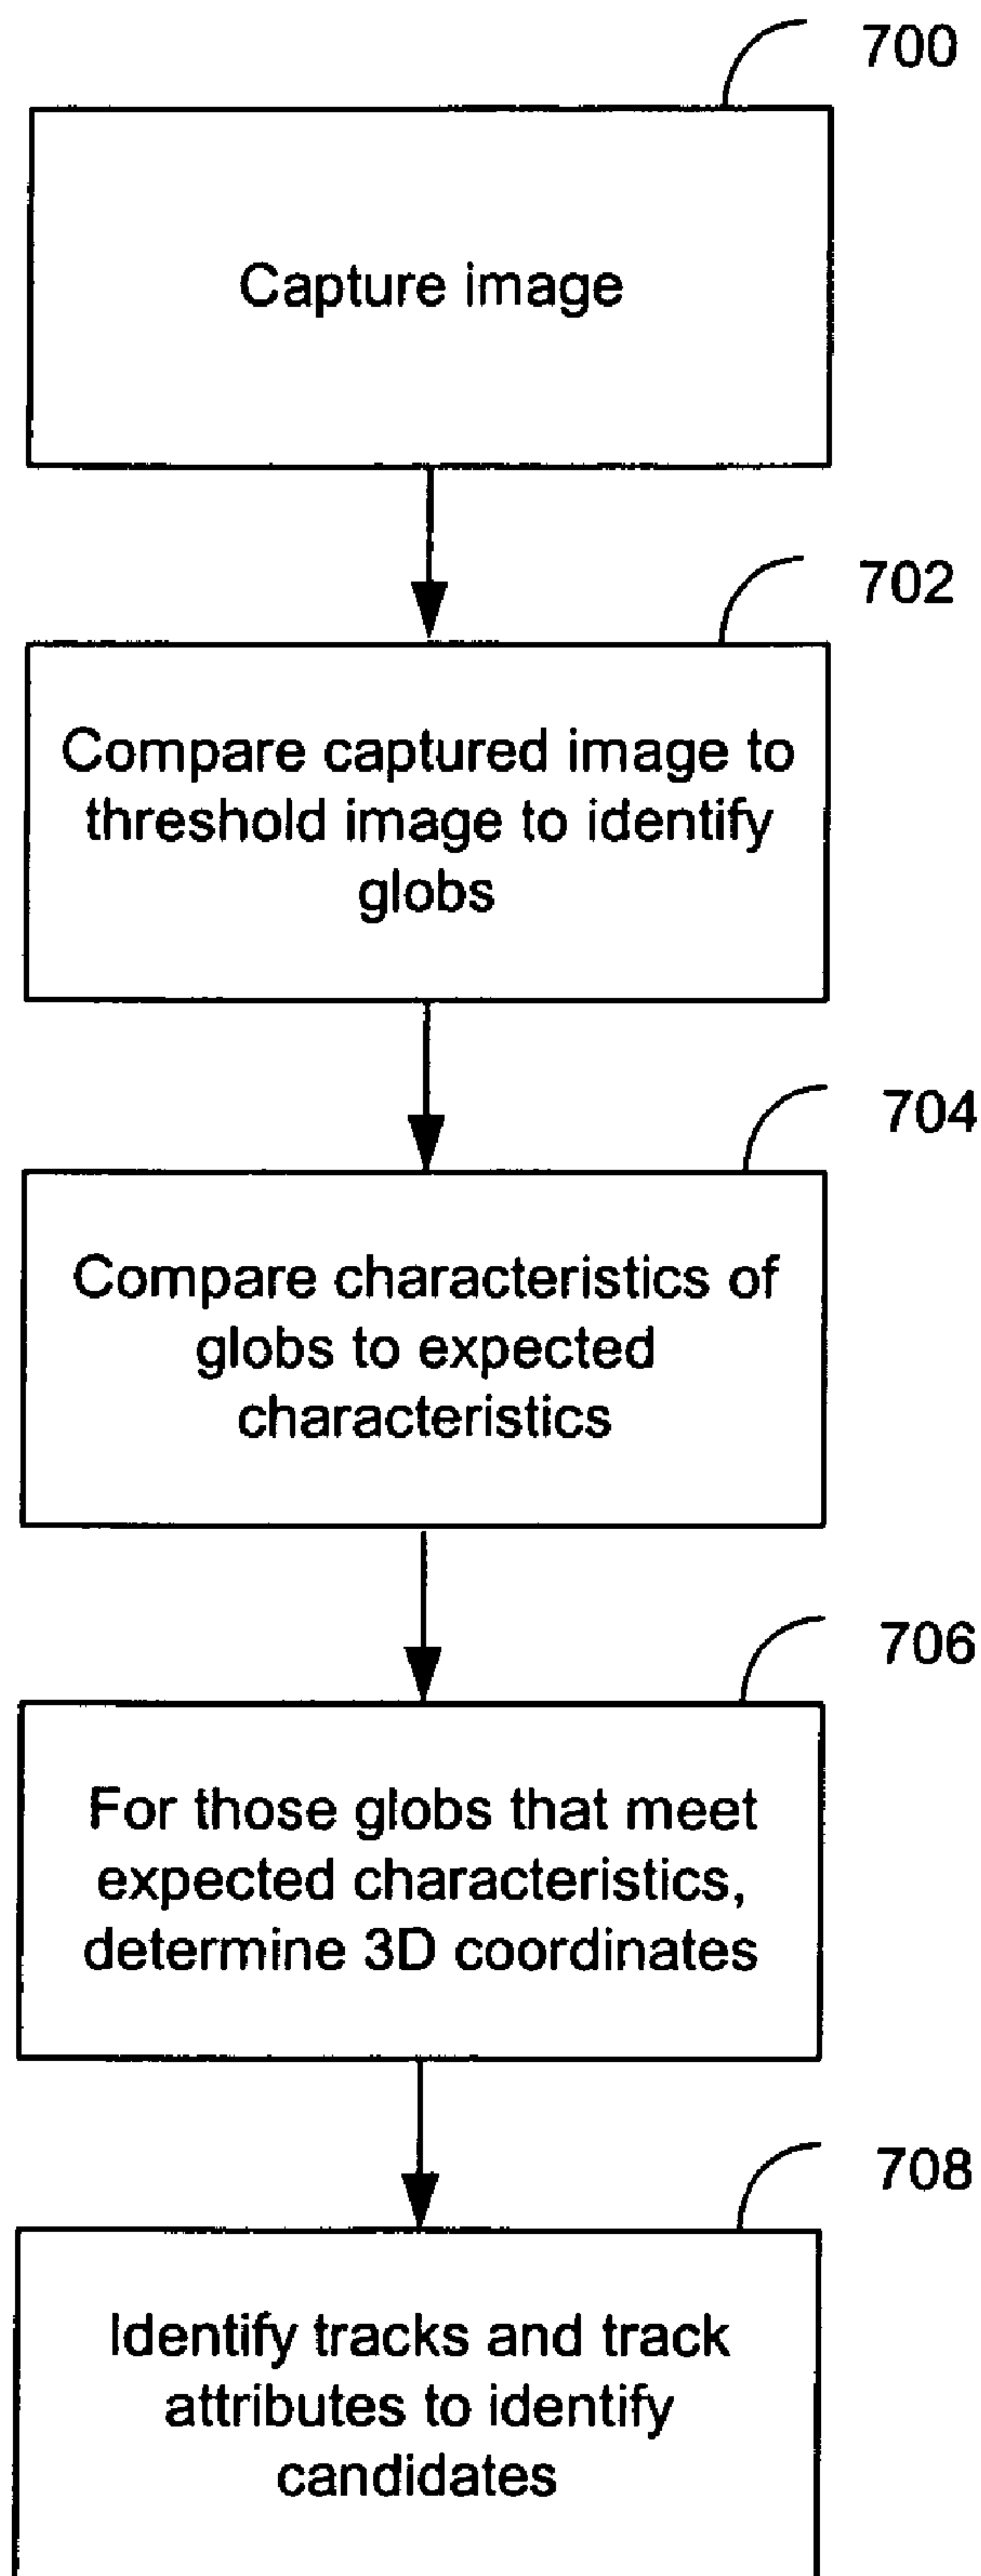 700
Capture image
702
Compare captured image to
threshold image to identify
globs
704
Compare characteristics of
globs to expected
characteristics
706
For those globs that meet
expected characteristics,
determine 3D coordinates
708
Identify tracks and track
attributes to identify
candidates